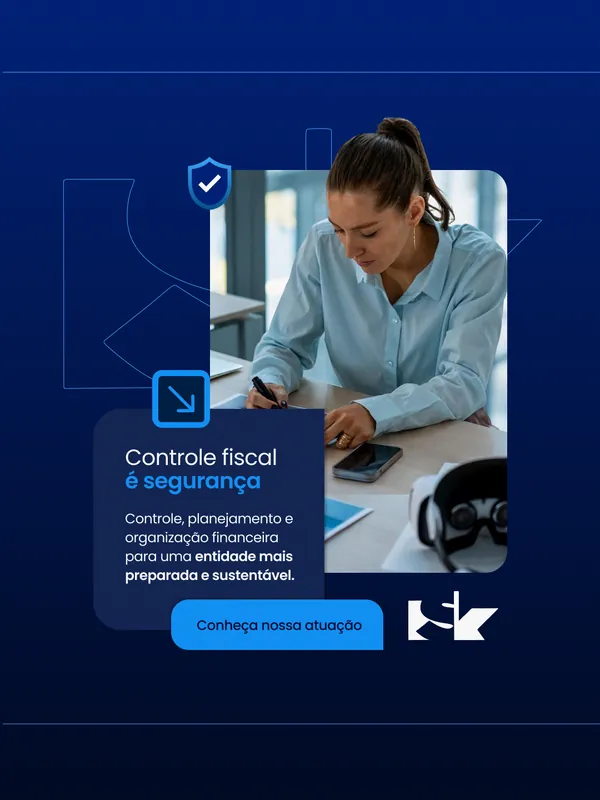 Controle fiscal
é segurança
Controle, planejamento e
organização financeira
para uma entidade mais
preparada e sustentável.
Conheça nossa atuação